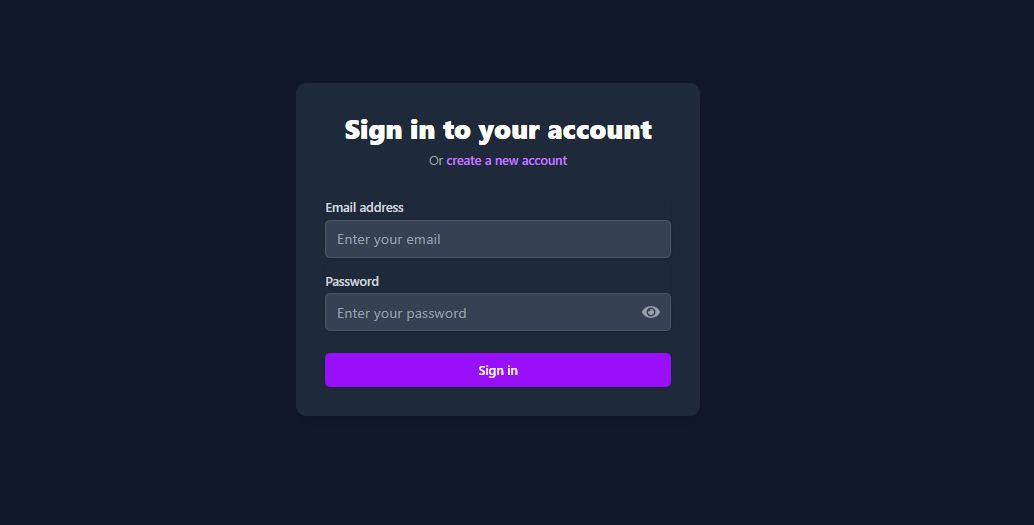 Sign in to your account
Or create a new account
Email address
Enter your email
Password
Enter your password
Sign in